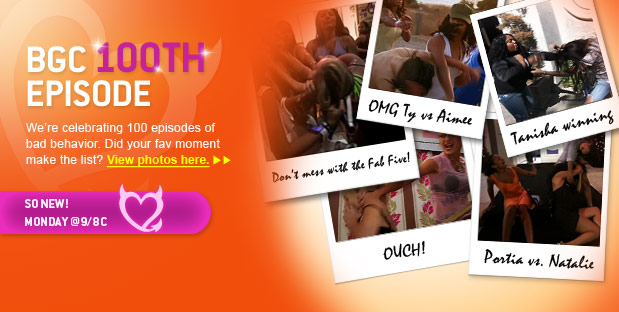 BGC 100TH
EPISODE
We're celebrating 100 episodes of
bad behavior. Did your fav moment
make the list? View photos here.
SO NEW!
MONDAY @9/8C
Don't mess with the Fab Five!
OMG Ty vs Aimee
Tanisha winning
OUCH!
Portia vs. Natalie